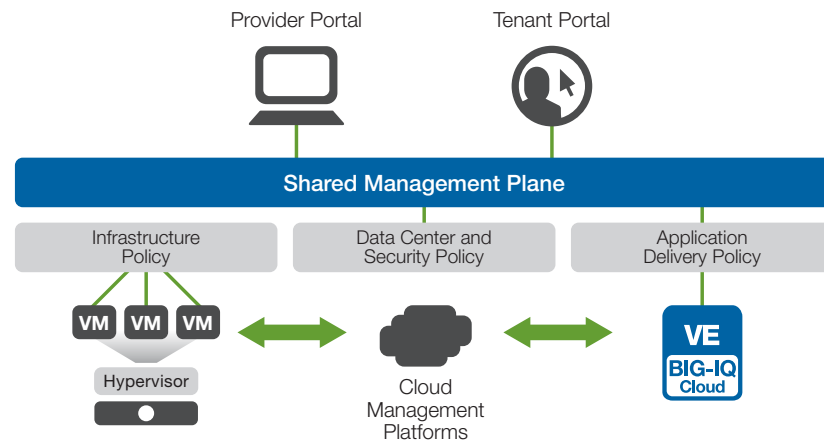 Provider Portal
Tenant Portal
Shared Management Plane
Infrastructure
Policy
Data Center and
Security Policy
Application
Delivery Policy
VM
VM
VM
Hypervisor
Cloud
Management
Platforms
VE
BIG-IQ
Cloud